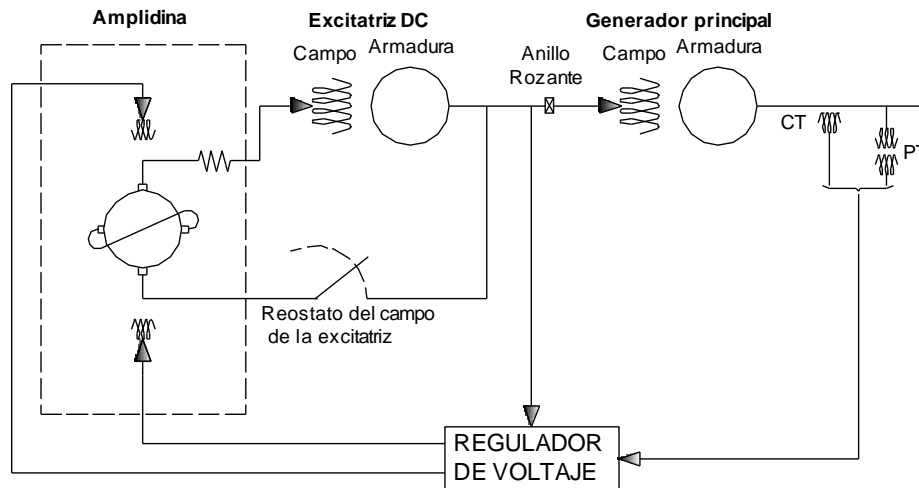 Amplidina
Excitatriz DC
Generador principal
Campo
Armadura
Anillo
Rozante
Campo
Armadura
CT
PT
Reostato del campo
de la excitatriz
REGULADOR
DE VOLTAJE